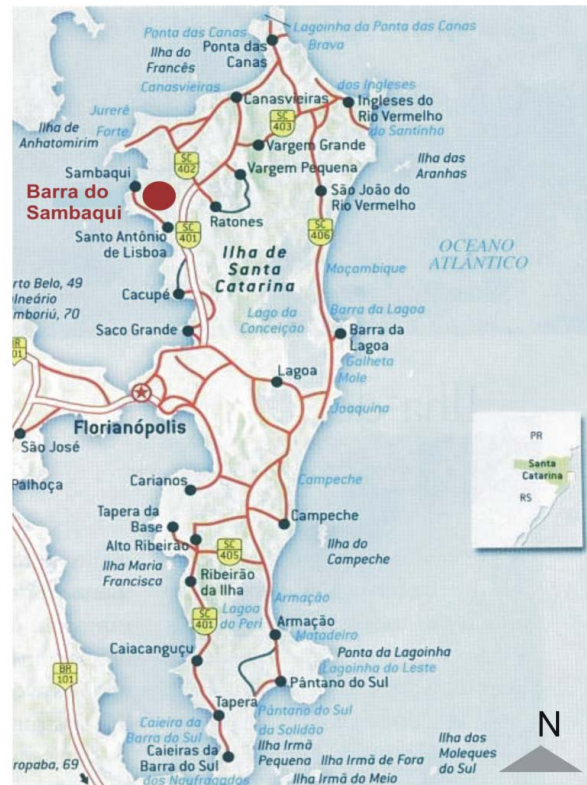 Ponta das Canas
Lagoinha da Ponta das Canas
Ilha do
Francês
Ponta das
Canas
Brava
Canasvieiras
Canasvieiras
dos Ingleses
Ingleses do
Rio Vermelho
do Santinho
Jurerê
Forte
Ilha de
Anhatomirim
SC
403
Vargem Grande
SC
402
Vargem Pequena
Ilha das
Aranhas
Sambaqui
Barra do
Sambaqui
São João do
Rio Vermelho
Ratones
Santo Antônio
de Lisboa
SC
401
SC
406
Ilha de
Santa
Catarina
OCEANO
ATLÂNTICO
Moçambique
rto Belo, 49
lneário
mboriú, 70
Cacupé
Lago da
Conceição
Barra da Lagoa
Saco Grande
Barra da
Lagoa
BR
101
Galheta
Mole
Lagoa
Joaquina
Florianópolis
São José
PR
Santa
Catarina
RS
Palhoça
Carianos
Campeche
Tapera da
Base
Campeche
Alto Ribeirão
SC
405
Ilha do
Campeche
Ilha Maria
Francisca
Ribeirão
da Ilha
Armação
Lagoa
do Peri
SC
401
Armação
Matadeiro
Caiacanguçu
Ponta da Lagoinha
Lagoinha do Leste
BR
101
Pântano do Sul
Tapera
Pântano do Sul
Caieira da
Barra do Sul
da Solidão
Caieiras da
Barra do Sul
Ilha Irmã
Pequena
Ilha Irmã de Fora
Ilha dos
Moleques
do Sul
N
ropaba, 69
dos Naufragados
Ilha Irmã do Meio